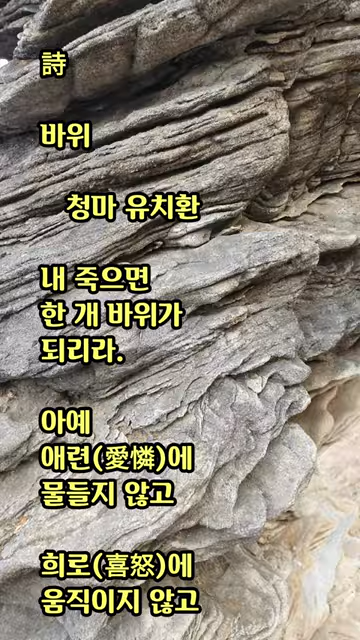 詩
바위
청마 유치환
내 죽으면
한 개 바위가
되리라.
아예
애련(愛憐)에
물들지 않고
희로(喜怒)에
움직이지 않고